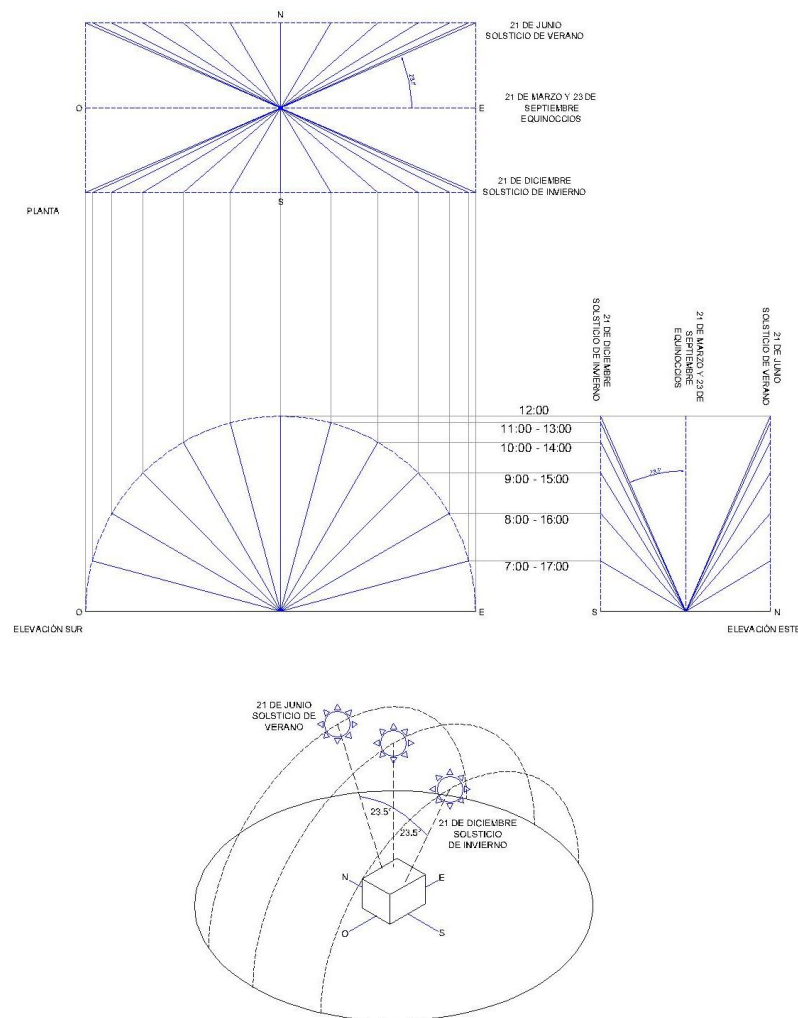 N
21 DE JUNIO
SOLSTICIO DE VERANO
23.5°
O
E
21 DE MARZO Y 23 DE
SEPTIEMBRE
EQUINOCCIOS
21 DE DICIEMBRE
SOLSTICIO DE INVIERNO
S
PLANTA
21 DE DICIEMBRE
SOLSTICIO DE INVIERNO
21 DE MARZO Y 23 DE
SEPTIEMBRE
EQUINOCCIOS
21 DE JUNIO
SOLSTICIO DE VERANO
12:00
11:00 - 13:00
10:00 - 14:00
9:00 - 15:00
8:00 - 16:00
7:00 - 17:00
23.5°
O
E
S
N
ELEVACIÓN SUR
ELEVACIÓN ESTE
21 DE JUNIO
SOLSTICIO DE
VERANO
23.5°
23.5°
21 DE DICIEMBRE
SOLSTICIO
DE INVIERNO
N
E
O
S